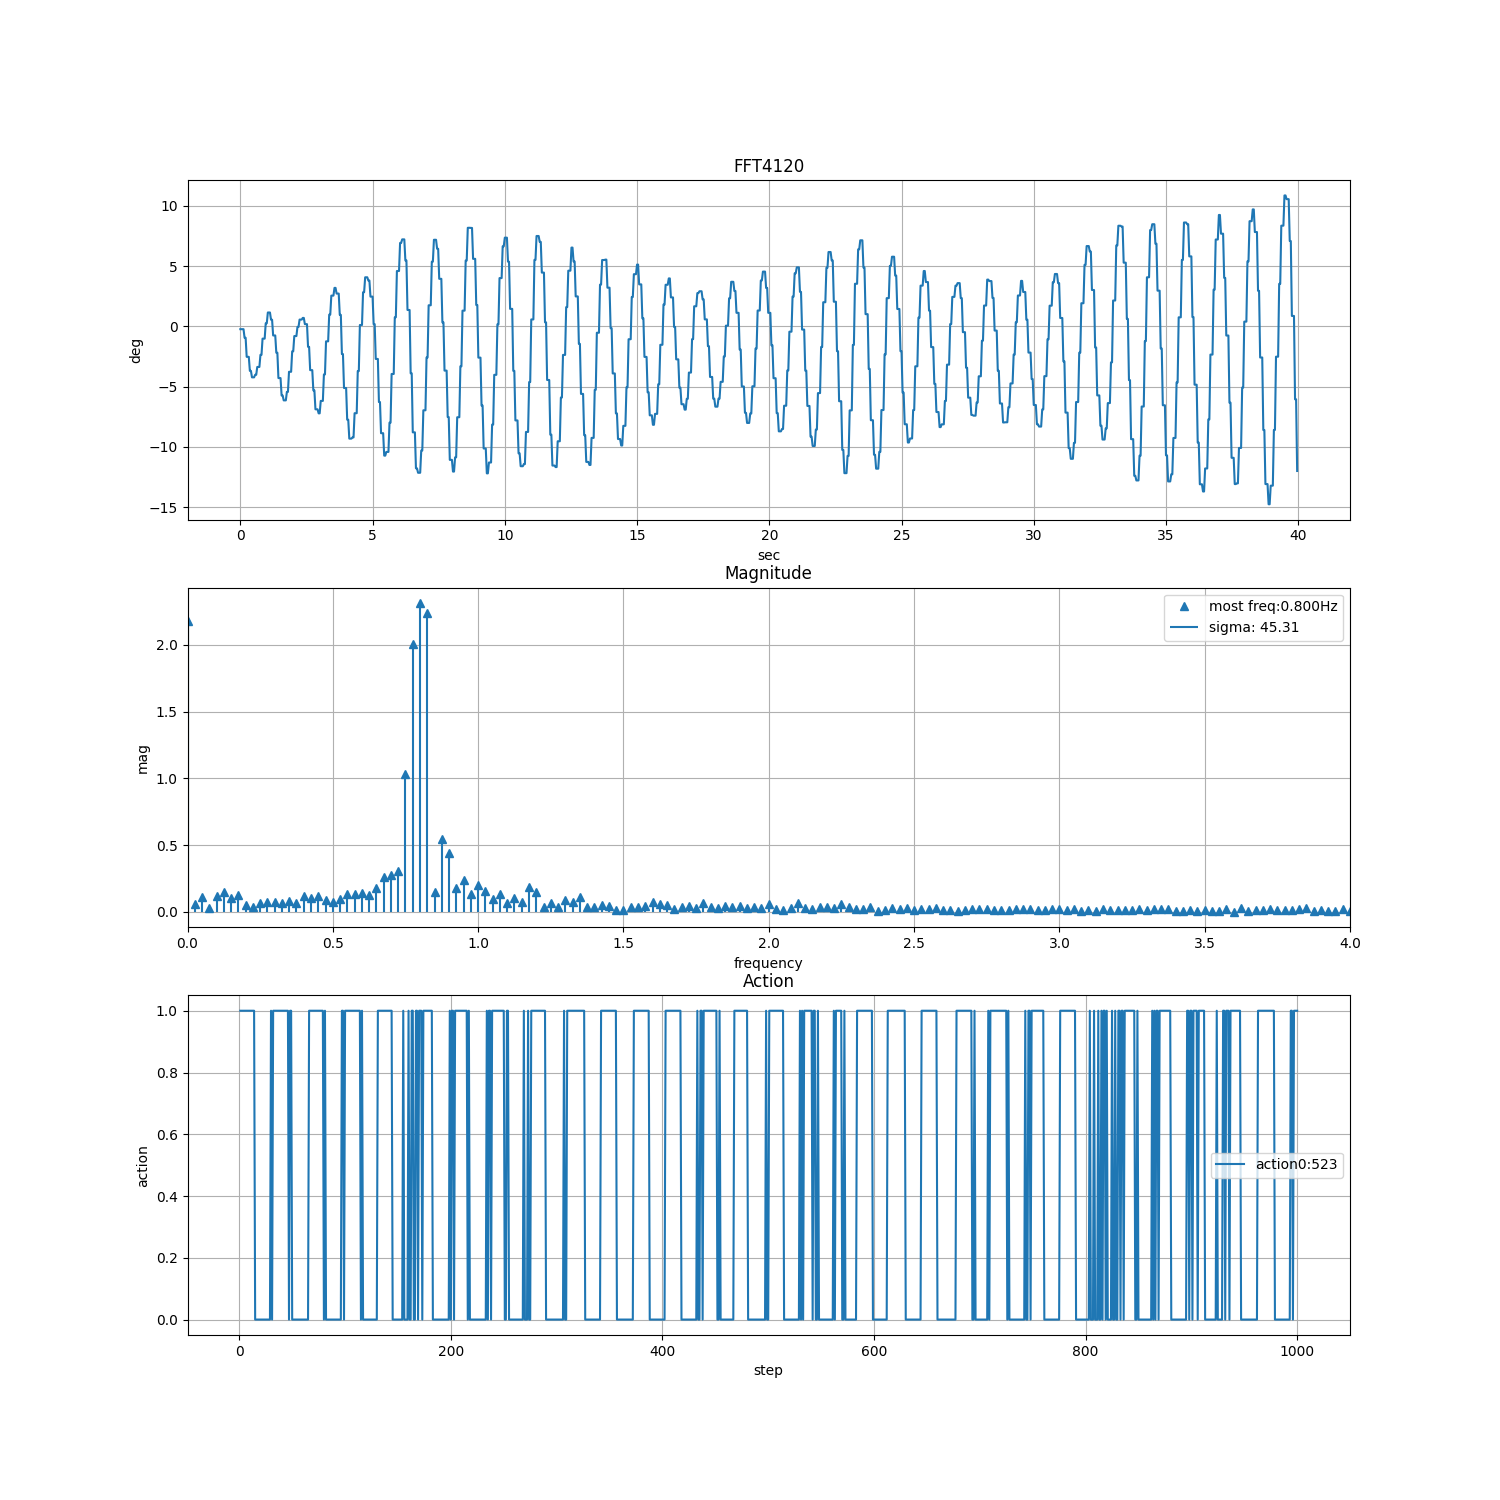 FFT4120
10
5
0
−5
−10
−15
deg
0 5 10 15 20 25 30 35 40
sec
Magnitude
most freq:0.800Hz
sigma: 45.31
2.0
1.5
1.0
0.5
0.0
mag
0.0 0.5 1.0 1.5 2.0 2.5 3.0 3.5 4.0
frequency
Action
1.0
0.8
0.6
0.4
0.2
0.0
action
action0:523
0 200 400 600 800 1000
step